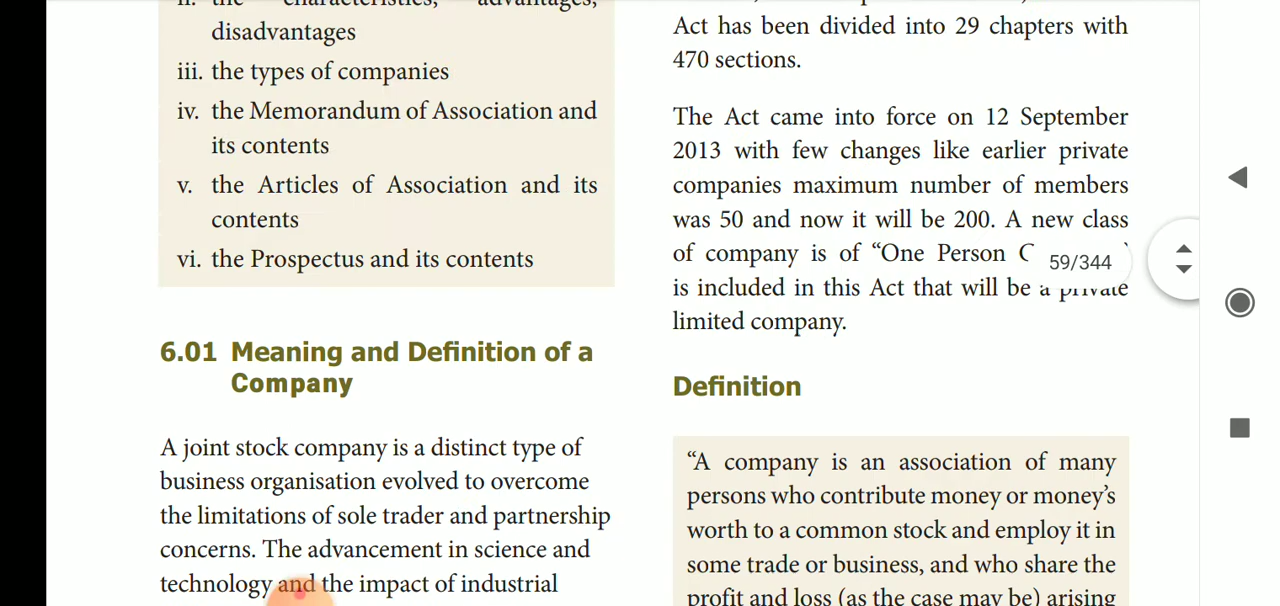 disadvantages
iii. the types of companies
iv. the Memorandum of Association and
its contents
v. the Articles of Association and its
contents
vi. the Prospectus and its contents
6.01 Meaning and Definition of a
Company
A joint stock company is a distinct type of
business organisation evolved to overcome
the limitations of sole trader and partnership
concerns. The advancement in science and
technology and the impact of industrial
Act has been divided into 29 chapters with
470 sections.
The Act came into force on 12 September
2013 with few changes like earlier private
companies maximum number of members
was 50 and now it will be 200. A new class
of company is of “One Person
is included in this Act that will be a private
limited company.
Definition
“A company is an association of many
persons who contribute money or money’s
worth to a common stock and employ it in
some trade or business, and who share the
profit and loss (as the case may be) arising
59/344